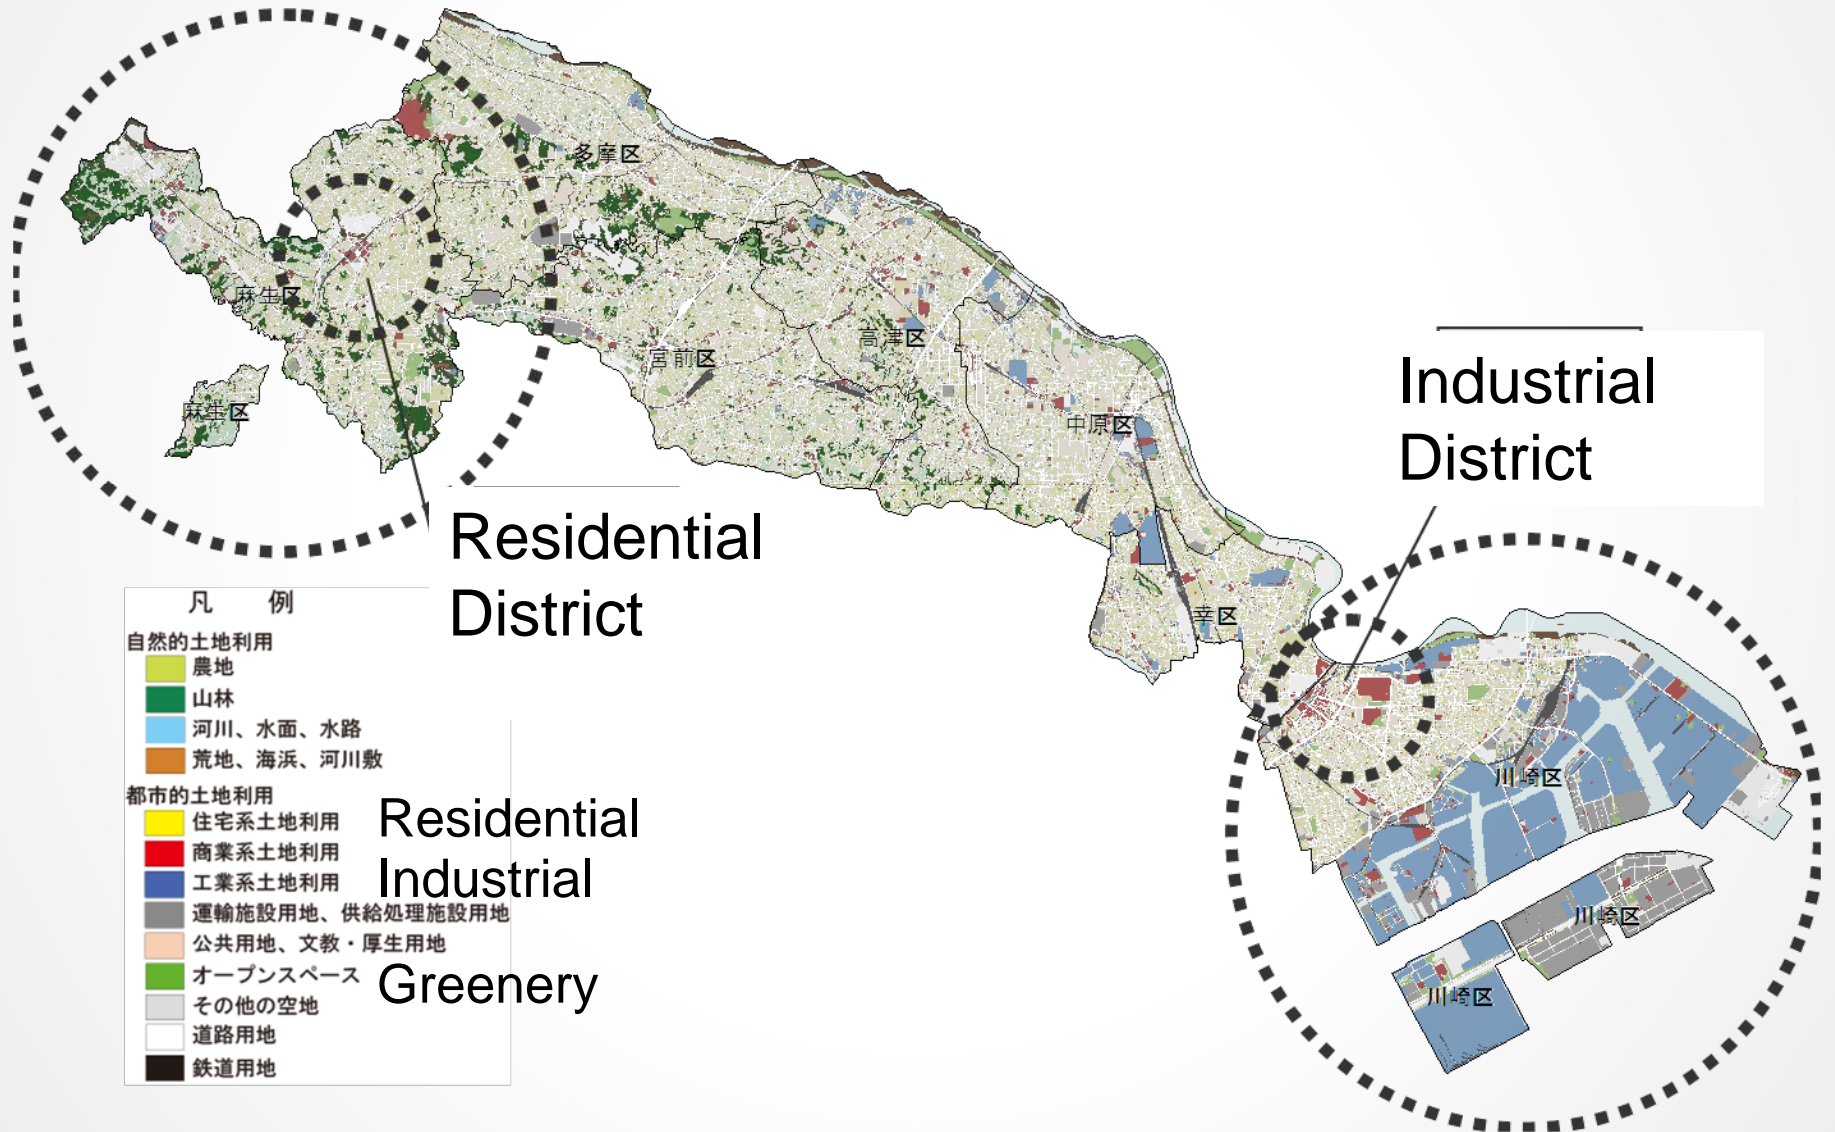 多摩区
麻生区
麻生区
宮前区
高津区
中原区
幸区
川崎区
川崎区
川崎区
Industrial
District
Residential
District
凡 例
自然的土地利用
農地
山林
河川、水面、水路
荒地、海浜、河川敷
都市的土地利用
住宅系土地利用 Residential
商業系土地利用
工業系土地利用 Industrial
運輸施設用地、供給処理施設用地
公共用地、文教・厚生用地
オープンスペース Greenery
その他の空地
道路用地
鉄道用地